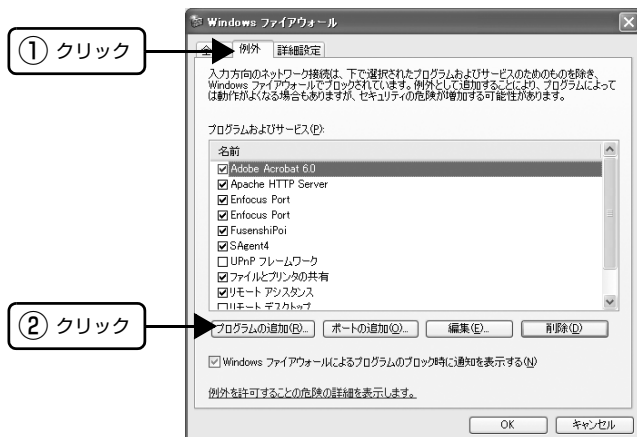 Windows ファイアウォール
① クリック
例外 詳細設定
入力方向のネットワーク接続は、下で選択されたプログラムおよびサービスのためのものを除き、
Windows ファイアウォールでブロックされています。例外として追加することにより、プログラムによって
は動作がよくなる場合もありますが、セキュリティの危険が増加する可能性があります。
プログラムおよびサービス(P):
名前
Adobe Acrobat 6.0
Apache HTTP Server
Enfocus Port
Enfocus Port
FusenshiPoi
SAgent4
UPnP フレームワーク
ファイルとプリンタの共有
リモート アシスタンス
リモート デスクトップ
② クリック
プログラムの追加(R)... ポートの追加(O)... 編集(E)... 削除(D)
Windows ファイアウォールによるプログラムのブロック時に通知を表示する(N)
例外を許可することの危険の詳細を表示します。
OK キャンセル